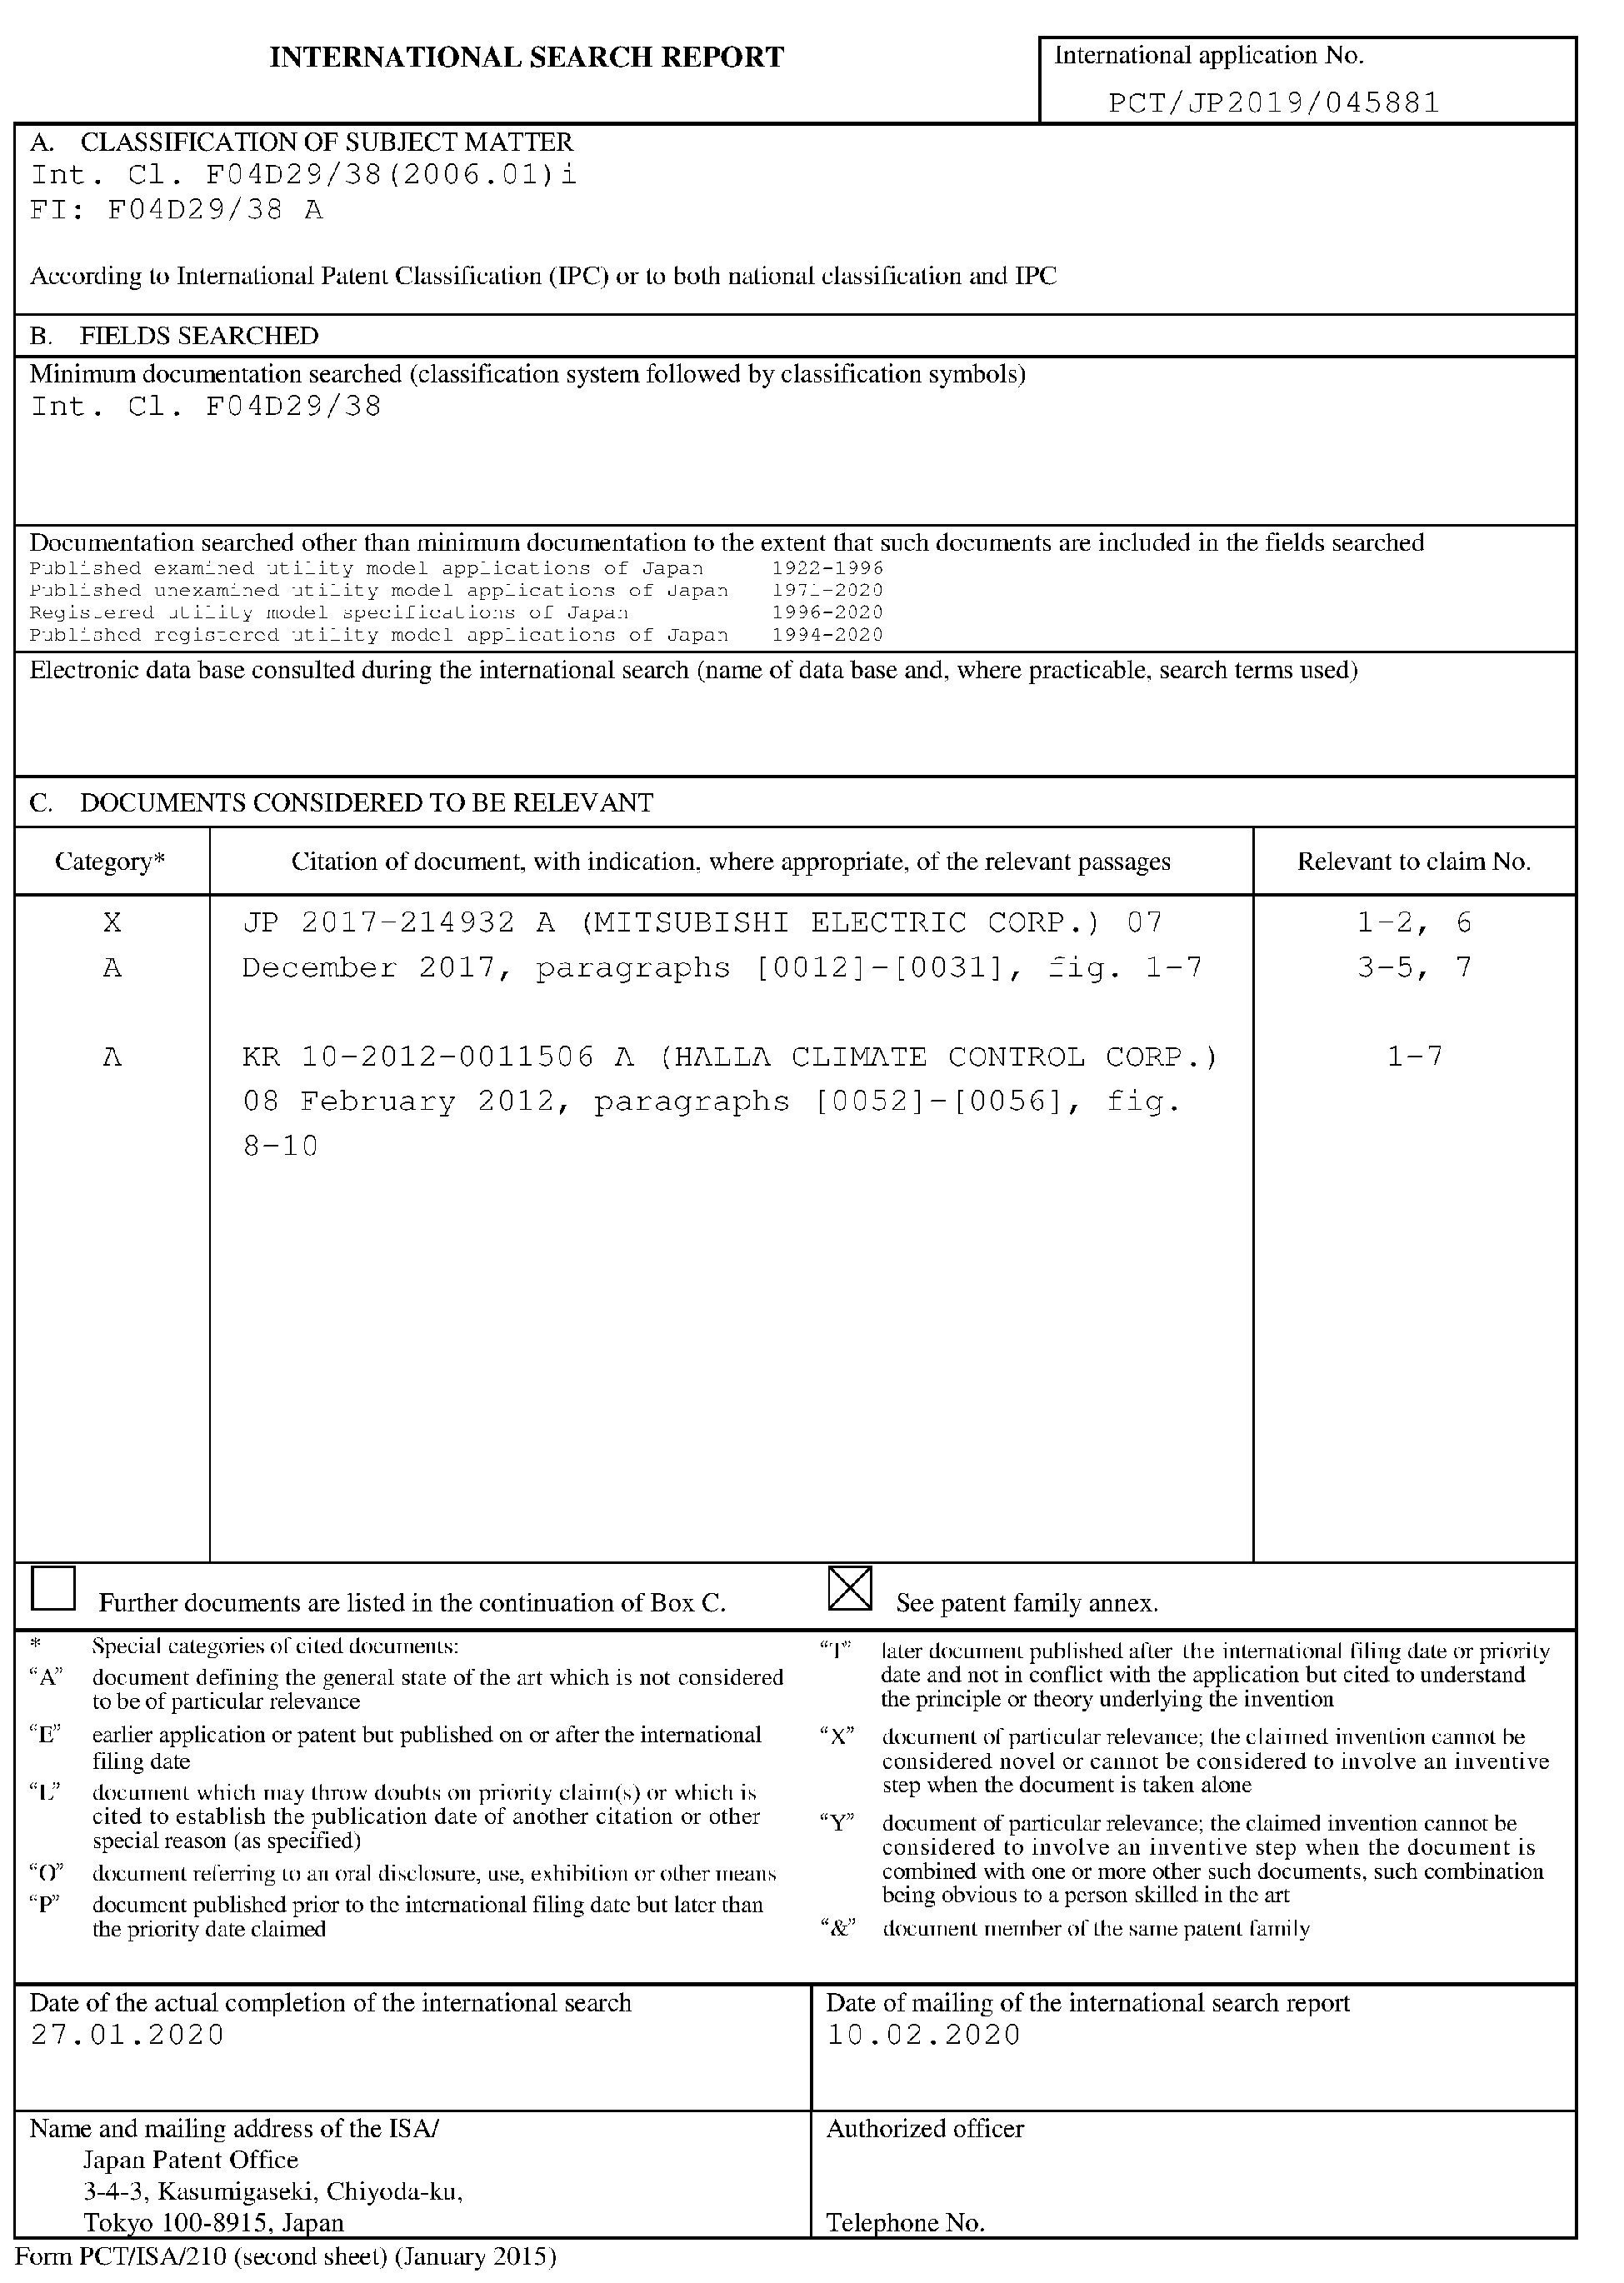 INTERNATIONAL SEARCH REPORT
International application No.
PCT/JP2019/045881
A. CLASSIFICATION OF SUBJECT MATTER
Int. Cl. F04D29/38(2006.01)i
FI: F04D29/38 A
According to International Patent Classification (IPC) or to both national classification and IPC
B. FIELDS SEARCHED
Minimum documentation searched (classification system followed by classification symbols)
Int. Cl. F04D29/38
Documentation searched other than minimum documentation to the extent that such documents are included in the fields searched
Published examined utility model applications of Japan 1922-1996
Published unexamined utility model applications of Japan 1971-2020
Registered utility model specifications of Japan 1996-2020
Published registered utility model applications of Japan 1994-2020
Electronic data base consulted during the international search (name of data base and, where practicable, search terms used)
C. DOCUMENTS CONSIDERED TO BE RELEVANT
Category* Citation of document, with indication, where appropriate, of the relevant passages Relevant to claim No.
X JP 2017-214932 A (MITSUBISHI ELECTRIC CORP.) 07 1-2, 6
A December 2017, paragraphs [0012]-[0031], fig. 1-7 3-5, 7
A KR 10-2012-0011506 A (HALLA CLIMATE CONTROL CORP.) 1-7
08 February 2012, paragraphs [0052]-[0056], fig.
8-10
Further documents are listed in the continuation of Box C.
See patent family annex.
* Special categories of cited documents:
“A” document defining the general state of the art which is not considered
to be of particular relevance
“E” earlier application or patent but published on or after the international
filing date
“L” document which may throw doubts on priority claim(s) or which is
cited to establish the publication date of another citation or other
special reason (as specified)
“O” document referring to an oral disclosure, use, exhibition or other means
“P” document published prior to the international filing date but later than
the priority date claimed
“T” later document published after the international filing date or priority
date and not in conflict with the application but cited to understand
the principle or theory underlying the invention
“X” document of particular relevance; the claimed invention cannot be
considered novel or cannot be considered to involve an inventive
step when the document is taken alone
“Y” document of particular relevance; the claimed invention cannot be
considered to involve an inventive step when the document is
combined with one or more other such documents, such combination
being obvious to a person skilled in the art
“&” document member of the same patent family
Date of the actual completion of the international search
27.01.2020
Date of mailing of the international search report
10.02.2020
Name and mailing address of the ISA/
Japan Patent Office
3-4-3, Kasumigaseki, Chiyoda-ku,
Tokyo 100-8915, Japan
Authorized officer
Telephone No.
Form PCT/ISA/210 (second sheet) (January 2015)